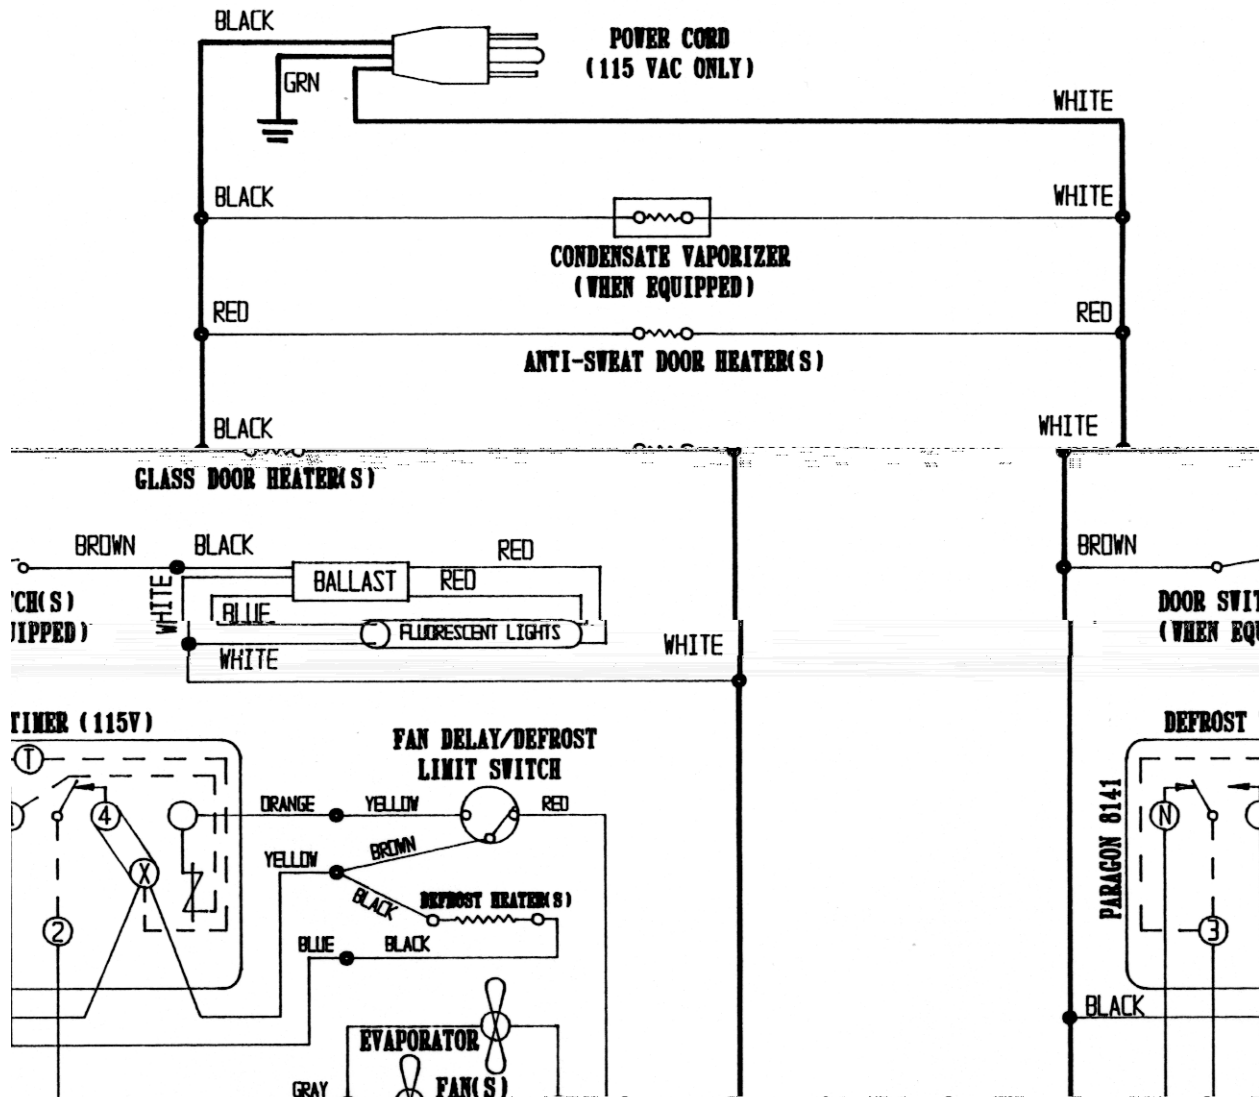 BLACK
POWER CORD
(115 VAC ONLY)
GRN
WHITE
BLACK
WHITE
CONDENSATE VAPORIZER
(WHEN EQUIPPED)
RED
RED
ANTI-SWEAT DOOR HEATER(S)
BLACK
WHITE
GLASS DOOR HEATER(S)
BROWN
BLACK
RED
BROWN
BALLAST
RED
WHITE
CH(S)
IPPED)
BLUE
FLUORESCENT LIGHTS
WHITE
WHITE
DOOR SWIT
(WHEN EQU
TIMER (115V)
FAN DELAY/DEFROST
LIMIT SWITCH
DEFROST
T
ORANGE
YELLOW
RED
4
N
PARAGON 8141
BROWN
YELLOW
X
BLACK
DEFROST HEATER(S)
2
3
BLUE
BLACK
BLACK
EVAPORATOR
FAN(S)
GRAY